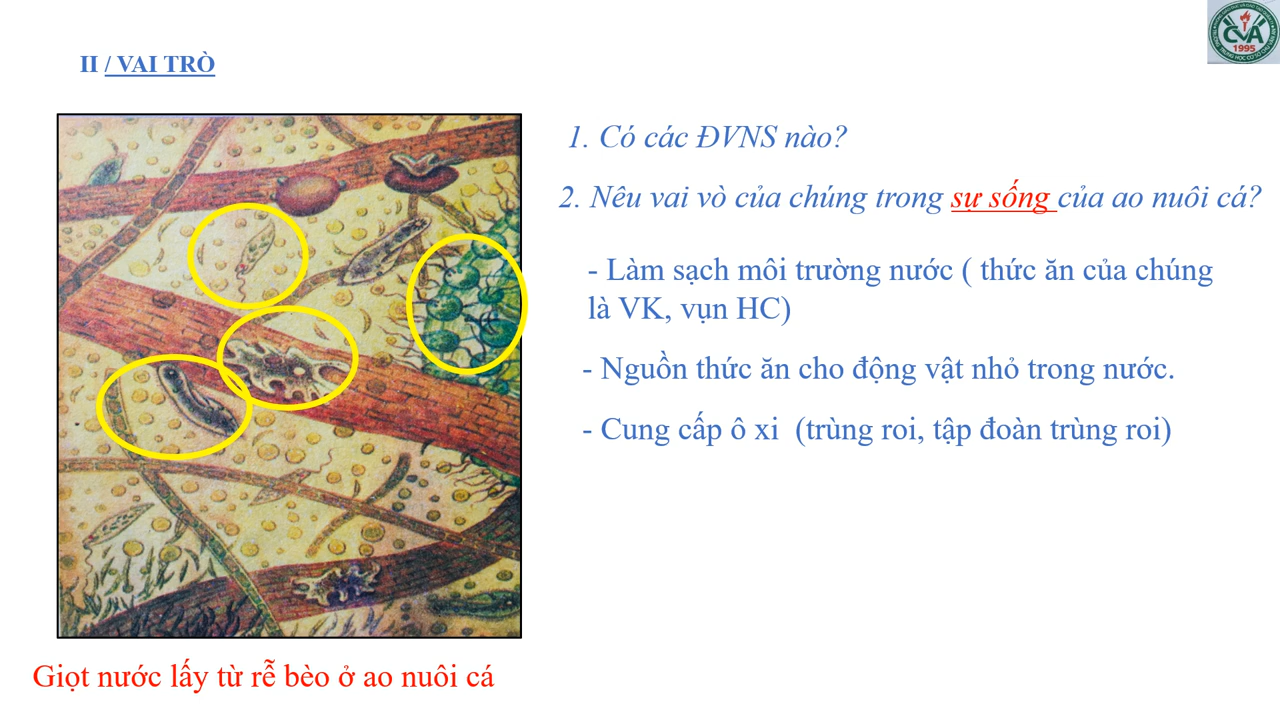 II / VAI TRÒ
CVA
1995
1. Có các ĐVNS nào?
2. Nêu vai vò của chúng trong sự sống của ao nuôi cá?
- Làm sạch môi trường nước ( thức ăn của chúng
là VK, vụn HC)
- Nguồn thức ăn cho động vật nhỏ trong nước.
- Cung cấp ô xi (trùng roi, tập đoàn trùng roi)
Giọt nước lấy từ rễ bèo ở ao nuôi cá